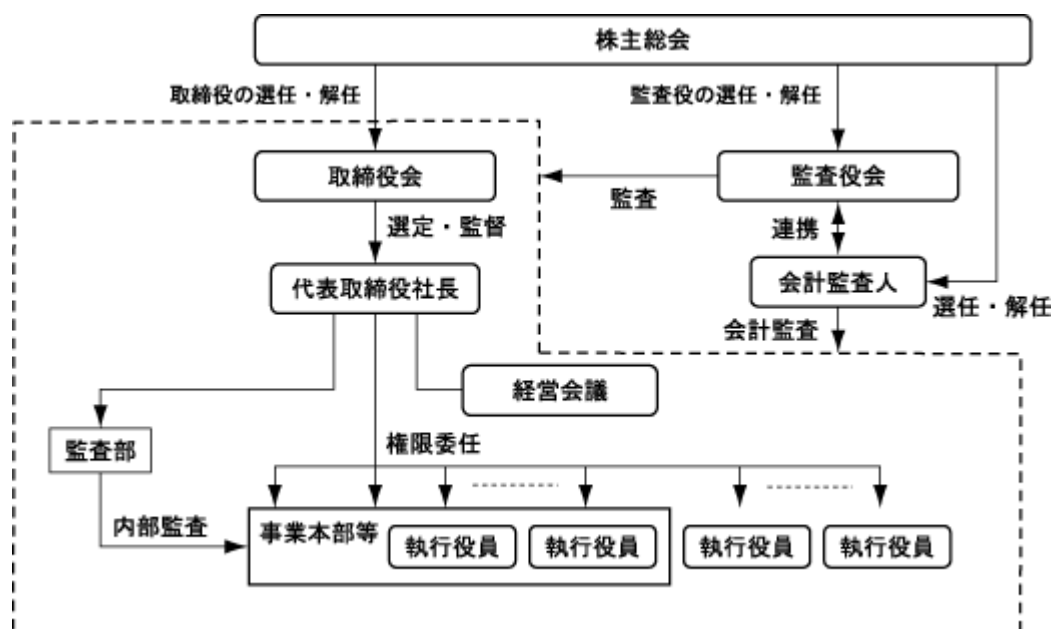 株主総会
取締役の選任・解任
監査役の選任・解任
取締役会
監査役会
監査
選定・監督
連携
代表取締役社長
会計監査人
選任・解任
会計監査
経営会議
権限委任
監査部
内部監査
事業本部等
執行役員
執行役員
執行役員
執行役員